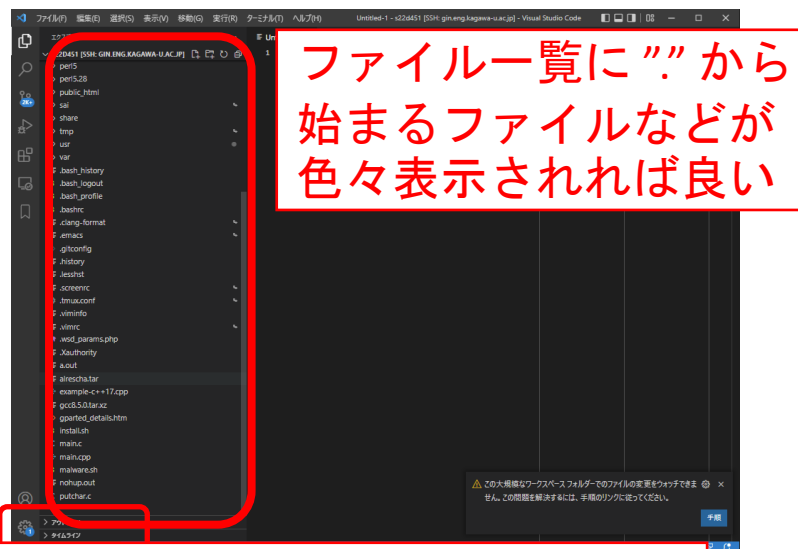 ファイル(F) 編集(E) 選択(S) 表示(V) 移動(G) 実行(R) ターミナル(T) ヘルプ(H)
Untitled-1 - s22d451 [SSH: gin.eng.kagawa-u.ac.jp] - Visual Studio Code
22D451 [SSH: GIN.ENG.KAGAWA-U.AC.JP]
1
perl5
perl5.28
public_html
sai
share
tmp
usr
var
.bash_history
.bash_logout
.bash_profile
.bashrc
.clang-format
.emacs
.gitconfig
.history
.lesshst
.screenrc
.tmux.conf
.viminfo
.vimrc
.wsd_params.php
.Xauthority
a.out
alrescha.tar
example-c++17.cpp
gcc8.5.0.tar.xz
gparted_details.htm
install.sh
main.c
main.cpp
malware.sh
nohup.out
putchar.c
タイムライン
ファイル一覧に "." から
始まるファイルなどが
色々表示されれば良い
この大規模なワークスペース フォルダーでのファイルの変更をウォッチできま
せん。この問題を解決するには、手順のリンクに従ってください。
手順